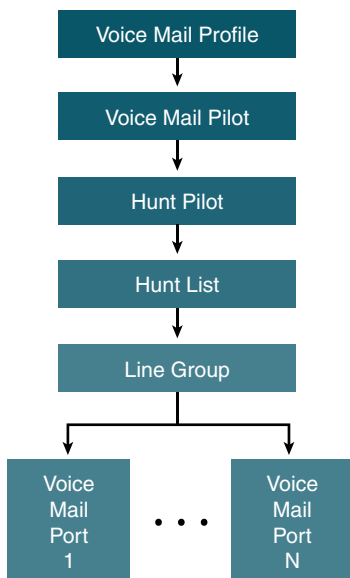 Voice Mail Profile
Voice Mail Pilot
Hunt Pilot
Hunt List
Line Group
Voice
Mail
Port
1
• • •
Voice
Mail
Port
N